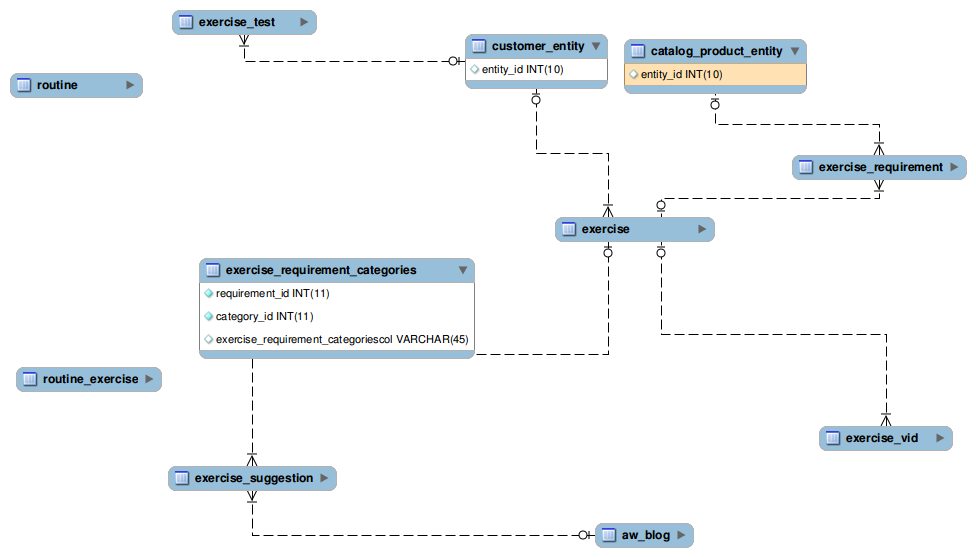 exercise_test
customer_entity
entity_id INT(10)
catalog_product_entity
entity_id INT(10)
routine
exercise_requirement
exercise
exercise_requirement_categories
requirement_id INT(11)
category_id INT(11)
exercise_requirement_categoriescol VARCHAR(45)
routine_exercise
exercise_vid
exercise_suggestion
aw_blog